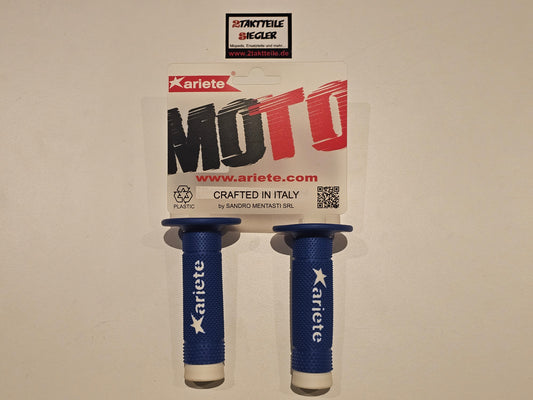 2TAKTTEILE
SIEGLER
Mopeds, Ersatzteile und mehr...
www.2taktteile.de
ariete
MOTO
www.ariete.com
PLASTIC
CRAFTED IN ITALY
by SANDRO MENTASTI SRL
ariete
ariete